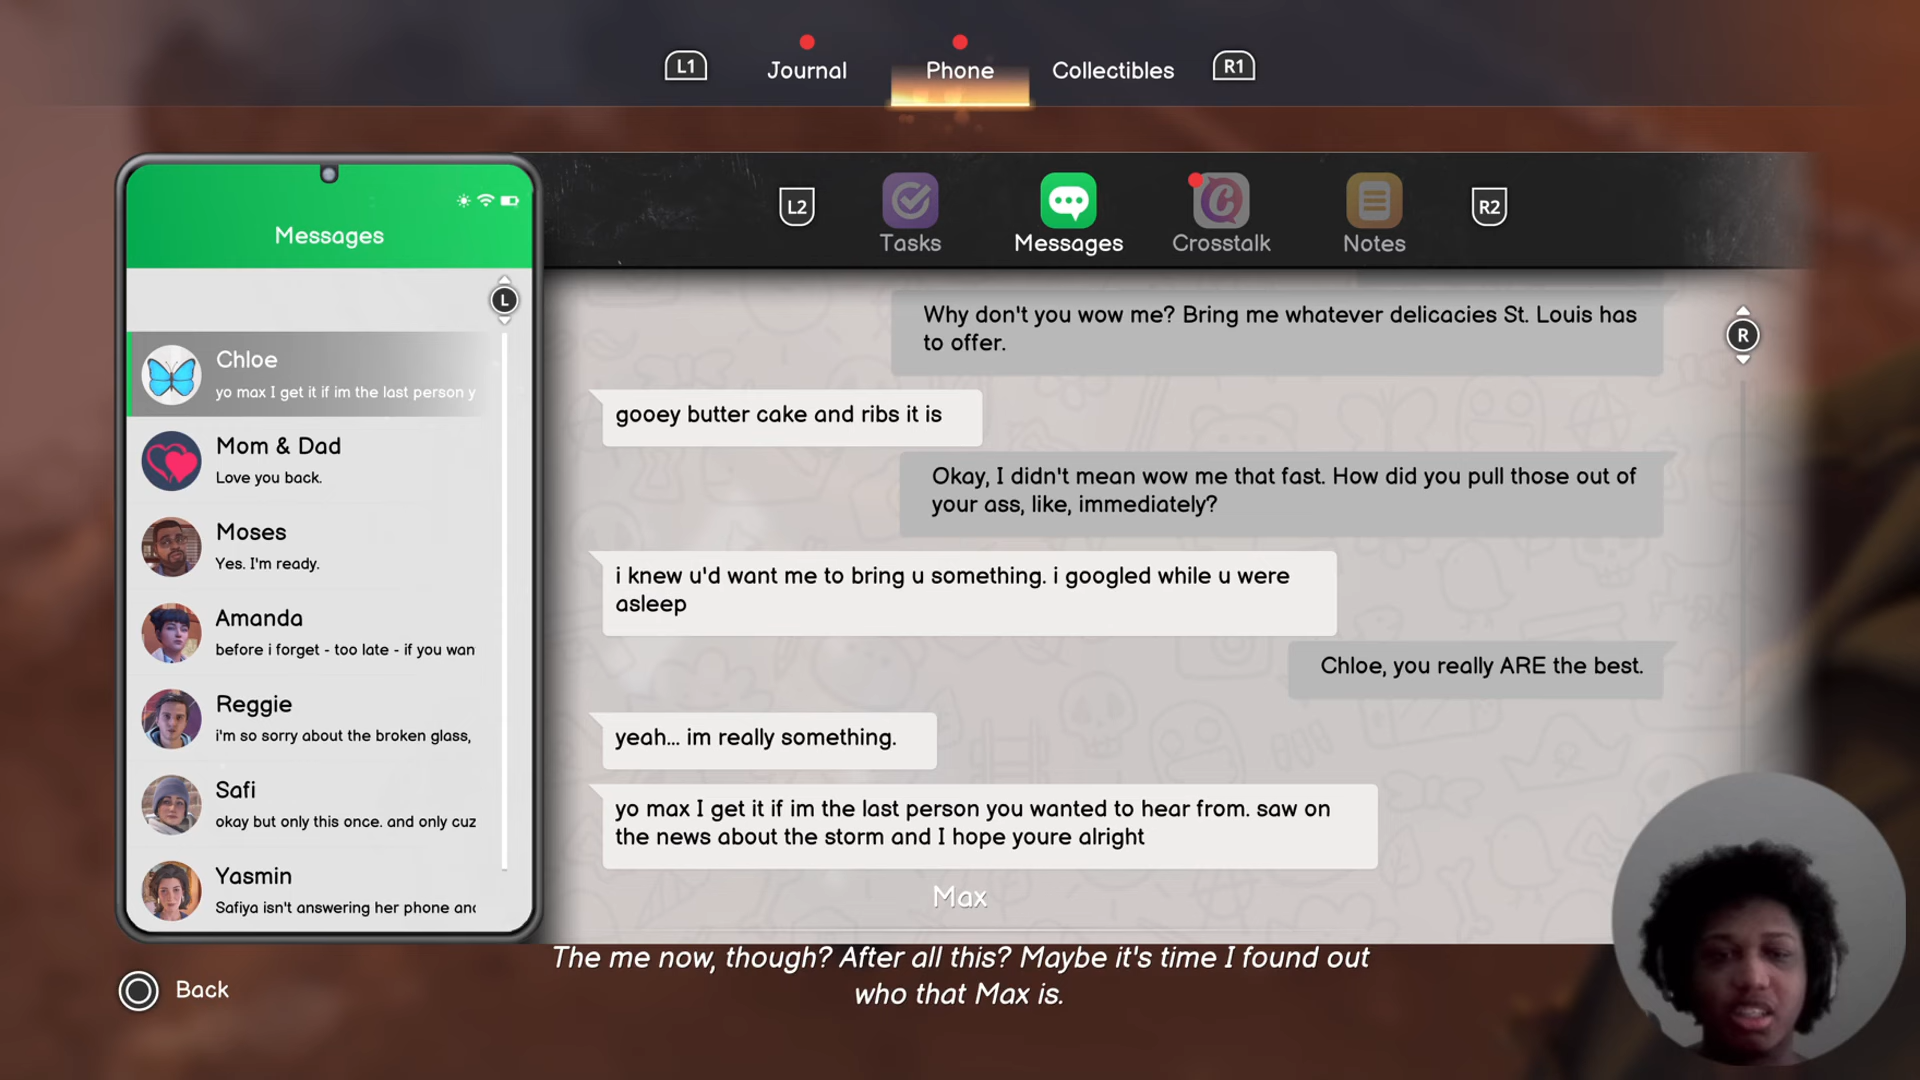 L1
Journal
Phone
Collectibles
R1
Messages
L2
Tasks
Messages
Crosstalk
Notes
R2
L
Chloe
yo max I get it if im the last person y
Mom & Dad
Love you back.
Moses
Yes. I'm ready.
Amanda
before i forget - too late - if you wan
Reggie
i'm so sorry about the broken glass,
Safi
okay but only this once. and only cuz
Yasmin
Safiya isn't answering her phone and
Why don't you wow me? Bring me whatever delicacies St. Louis has
to offer.
R
gooey butter cake and ribs it is
Okay, I didn't mean wow me that fast. How did you pull those out of
your ass, like, immediately?
i knew u'd want me to bring u something. i googled while u were
asleep
Chloe, you really ARE the best.
yeah... im really something.
yo max I get it if im the last person you wanted to hear from. saw on
the news about the storm and I hope youre alright
Max
The me now, though? After all this? Maybe it's time I found out
who that Max is.
Back